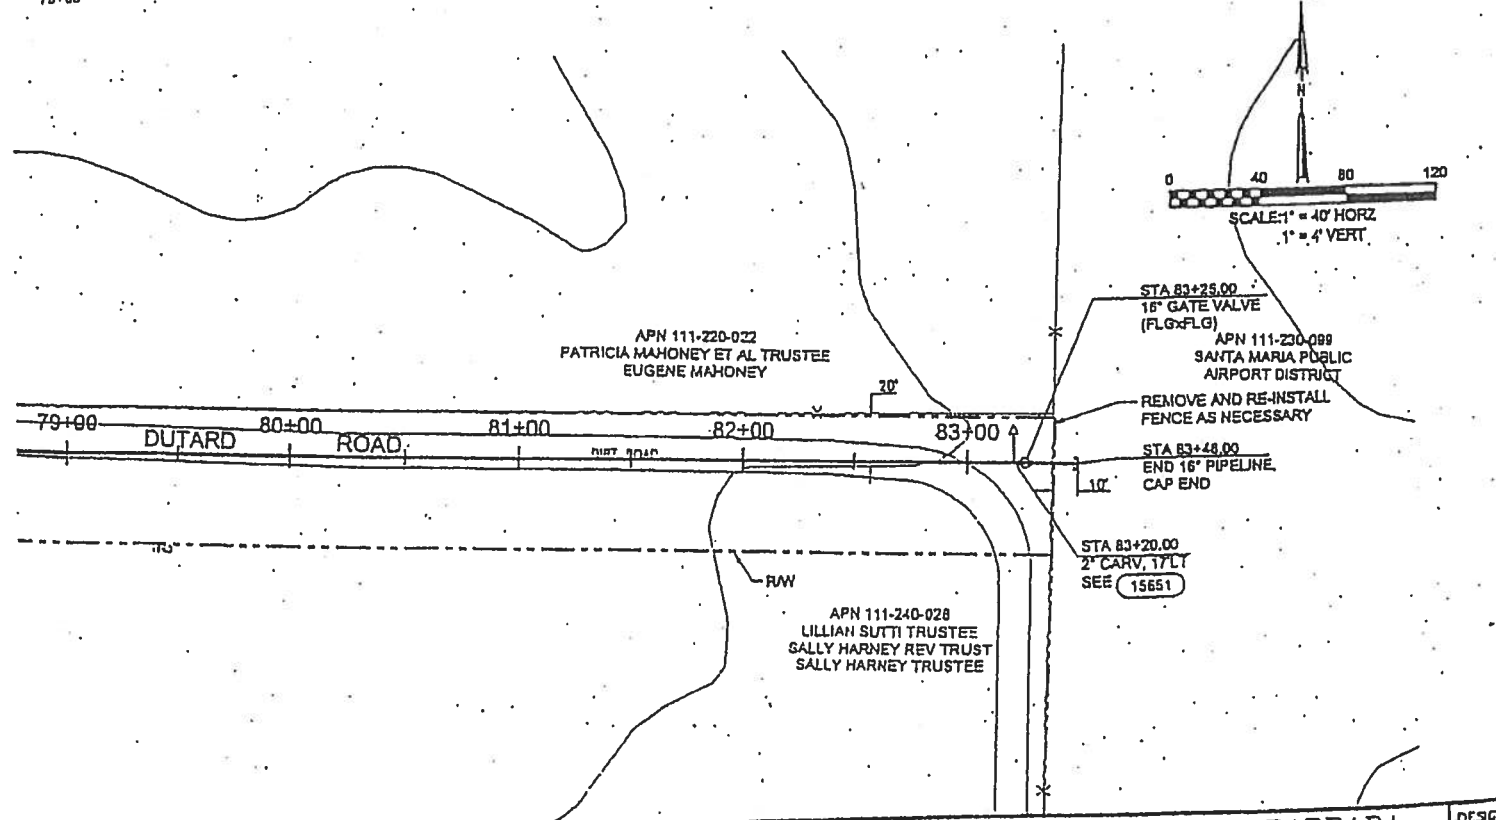 N
0 40 80 120
SCALE:1" = 40' HORZ
1" = 4' VERT
STA 83+25.00
16" GATE VALVE
(FLGxFLG)
APN 111-230-099
SANTA MARIA PUBLIC
AIRPORT DISTRICT
APN 111-220-022
PATRICIA MAHONEY ET AL TRUSTEE
EUGENE MAHONEY
20'
REMOVE AND RE-INSTALL
FENCE AS NECESSARY
79+00 80+00 81+00 82+00 83+00
DUTARD ROAD
DIRT ROAD
STA 83+48.00
END 16" PIPELINE,
CAP END
10'
STA 83+20.00
2" CARV, 17'LT
SEE 15651
R/W
APN 111-240-028
LILLIAN SUTTI TRUSTEE
SALLY HARNEY REV TRUST
SALLY HARNEY TRUSTEE